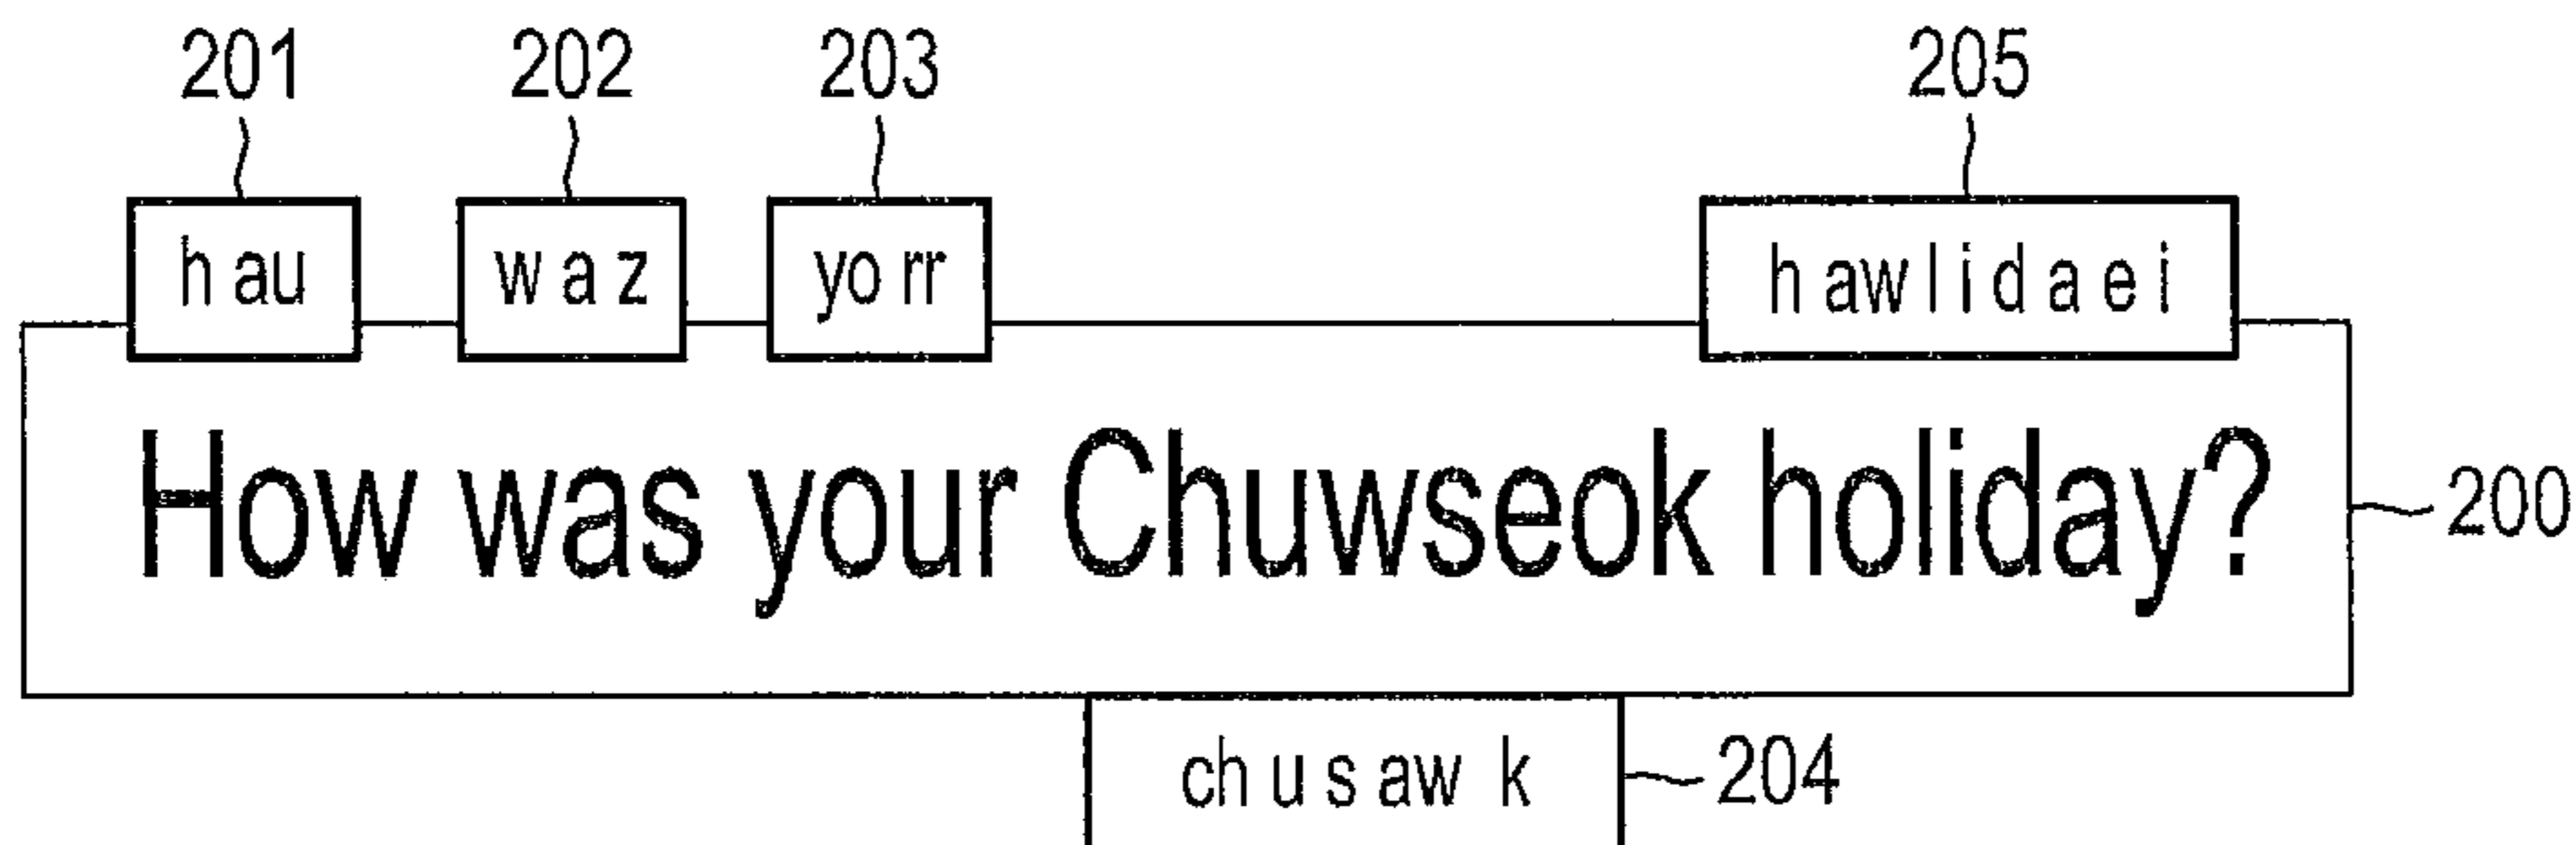 201 202 203 205
h au w a z yo rr h aw l i d a e i
How was your Chuwseok holiday? 200
ch u s aw k 204